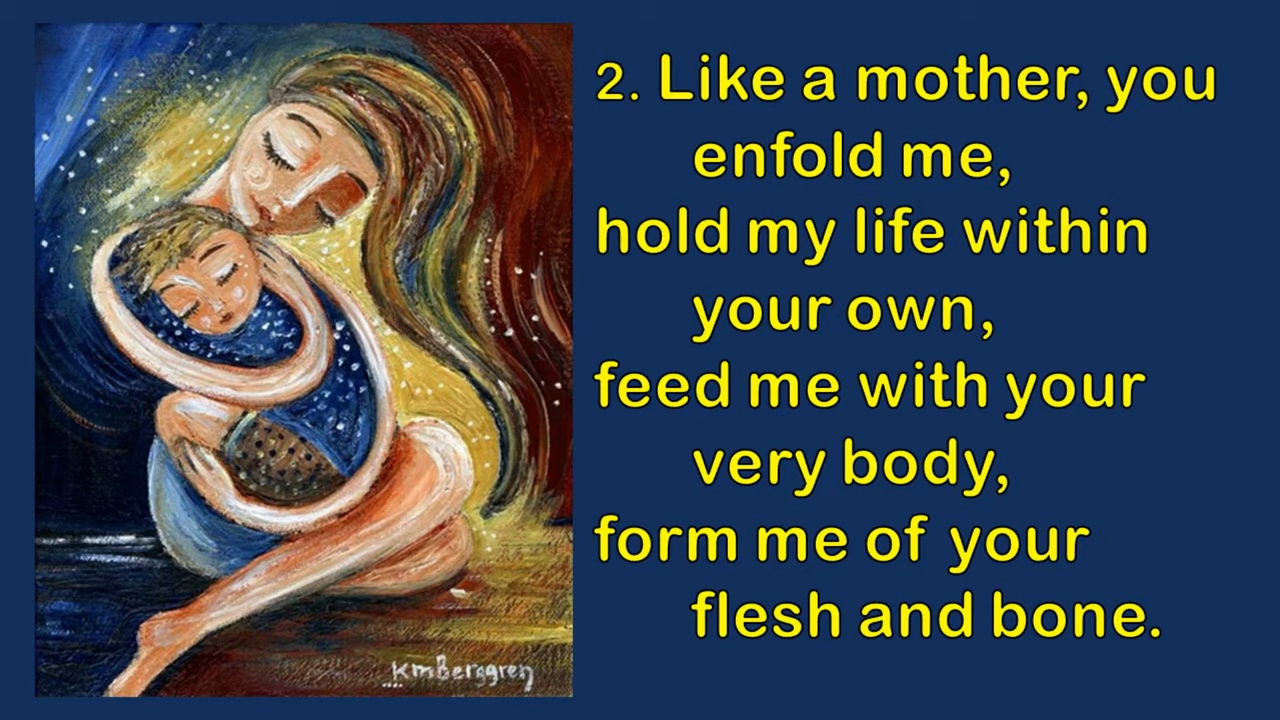 2. Like a mother, you
enfold me,
hold my life within
your own,
feed me with your
very body,
form me of your
flesh and bone.
KmBerggren